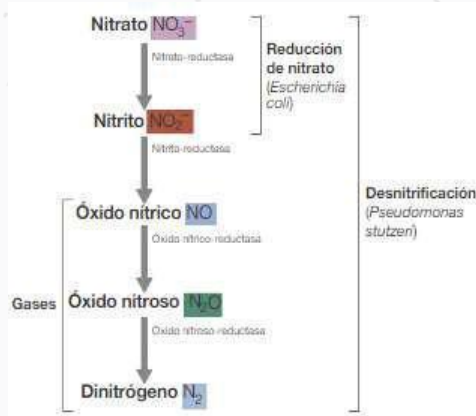 Nitrato NO₃⁻
Nitrato-reductasa
Reducción
de nitrato
(Escherichia
coli)
Nitrito NO₂⁻
Nitrito-reductasa
Desnitrificación
(Pseudomonas
stutzeri)
Óxido nítrico NO
Óxido nítrico-reductasa
Gases
Óxido nitroso N₂O
Óxido nitroso-reductasa
Dinitrógeno N₂